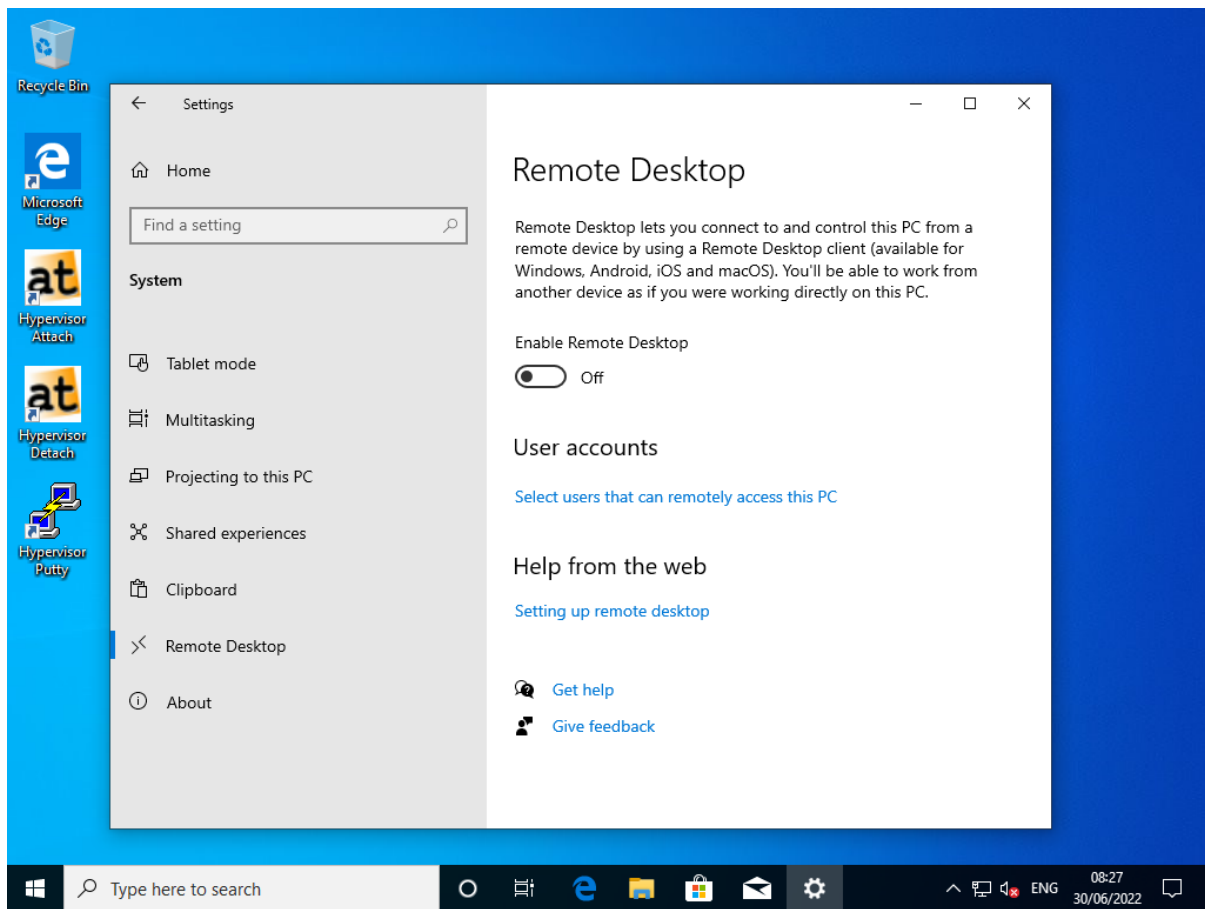 Recycle Bin
Microsoft
Edge
at
Hypervisor
Attach
at
Hypervisor
Detach
Hypervisor
Putty
Settings
Home
Find a setting
System
Tablet mode
Multitasking
Projecting to this PC
Shared experiences
Clipboard
Remote Desktop
About
Remote Desktop
Remote Desktop lets you connect to and control this PC from a
remote device by using a Remote Desktop client (available for
Windows, Android, iOS and macOS). You'll be able to work from
another device as if you were working directly on this PC.
Enable Remote Desktop
Off
User accounts
Select users that can remotely access this PC
Help from the web
Setting up remote desktop
Get help
Give feedback
Type here to search
ENG
08:27
30/06/2022